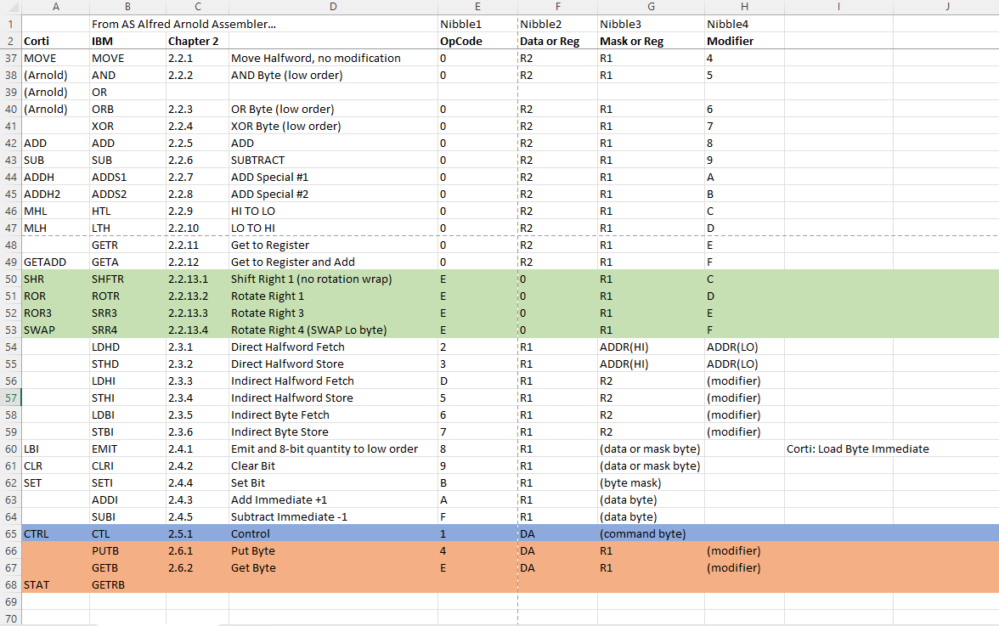 A B C D E F G H I J
1 From AS Alfred Arnold Assembler... Nibble1 Nibble2 Nibble3 Nibble4
2 Corti IBM Chapter 2 OpCode Data or Reg Mask or Reg Modifier
37 MOVE MOVE 2.2.1 Move Halfword, no modification 0 R2 R1 4
38 (Arnold) AND 2.2.2 AND Byte (low order) 0 R2 R1 5
39 (Arnold) OR
40 (Arnold) ORB 2.2.3 OR Byte (low order) 0 R2 R1 6
41 XOR 2.2.4 XOR Byte (low order) 0 R2 R1 7
42 ADD ADD 2.2.5 ADD 0 R2 R1 8
43 SUB SUB 2.2.6 SUBTRACT 0 R2 R1 9
44 ADDH ADDS1 2.2.7 ADD Special #1 0 R2 R1 A
45 ADDH2 ADDS2 2.2.8 ADD Special #2 0 R2 R1 B
46 MHL HTL 2.2.9 HI TO LO 0 R2 R1 C
47 MLH LTH 2.2.10 LO TO HI 0 R2 R1 D
48 GETR 2.2.11 Get to Register 0 R2 R1 E
49 GETADD GETA 2.2.12 Get to Register and Add 0 R2 R1 F
50 SHR SHFTR 2.2.13.1 Shift Right 1 (no rotation wrap) E 0 R1 C
51 ROR ROTR 2.2.13.2 Rotate Right 1 E 0 R1 D
52 ROR3 SRR3 2.2.13.3 Rotate Right 3 E 0 R1 E
53 SWAP SRR4 2.2.13.4 Rotate Right 4 (SWAP Lo byte) E 0 R1 F
54 LDHD 2.3.1 Direct Halfword Fetch 2 R1 ADDR(HI) ADDR(LO)
55 STHD 2.3.2 Direct Halfword Store 3 R1 ADDR(HI) ADDR(LO)
56 LDHI 2.3.3 Indirect Halfword Fetch D R1 R2 (modifier)
57 STHI 2.3.4 Indirect Halfword Store 5 R1 R2 (modifier)
58 LDBI 2.3.5 Indirect Byte Fetch 6 R1 R2 (modifier)
59 STBI 2.3.6 Indirect Byte Store 7 R1 R2 (modifier)
60 LBI EMIT 2.4.1 Emit and 8-bit quantity to low order 8 R1 (data or mask byte) Corti: Load Byte Immediate
61 CLR CLRI 2.4.2 Clear Bit 9 R1 (data or mask byte)
62 SET SETI 2.4.4 Set Bit B R1 (byte mask)
63 ADDI 2.4.3 Add Immediate +1 A R1 (data byte)
64 SUBI 2.4.5 Subtract Immediate -1 F R1 (data byte)
65 CTRL CTL 2.5.1 Control 1 DA (command byte)
66 PUTB 2.6.1 Put Byte 4 DA R1 (modifier)
67 GETB 2.6.2 Get Byte E DA R1 (modifier)
68 STAT GETRB
69
70